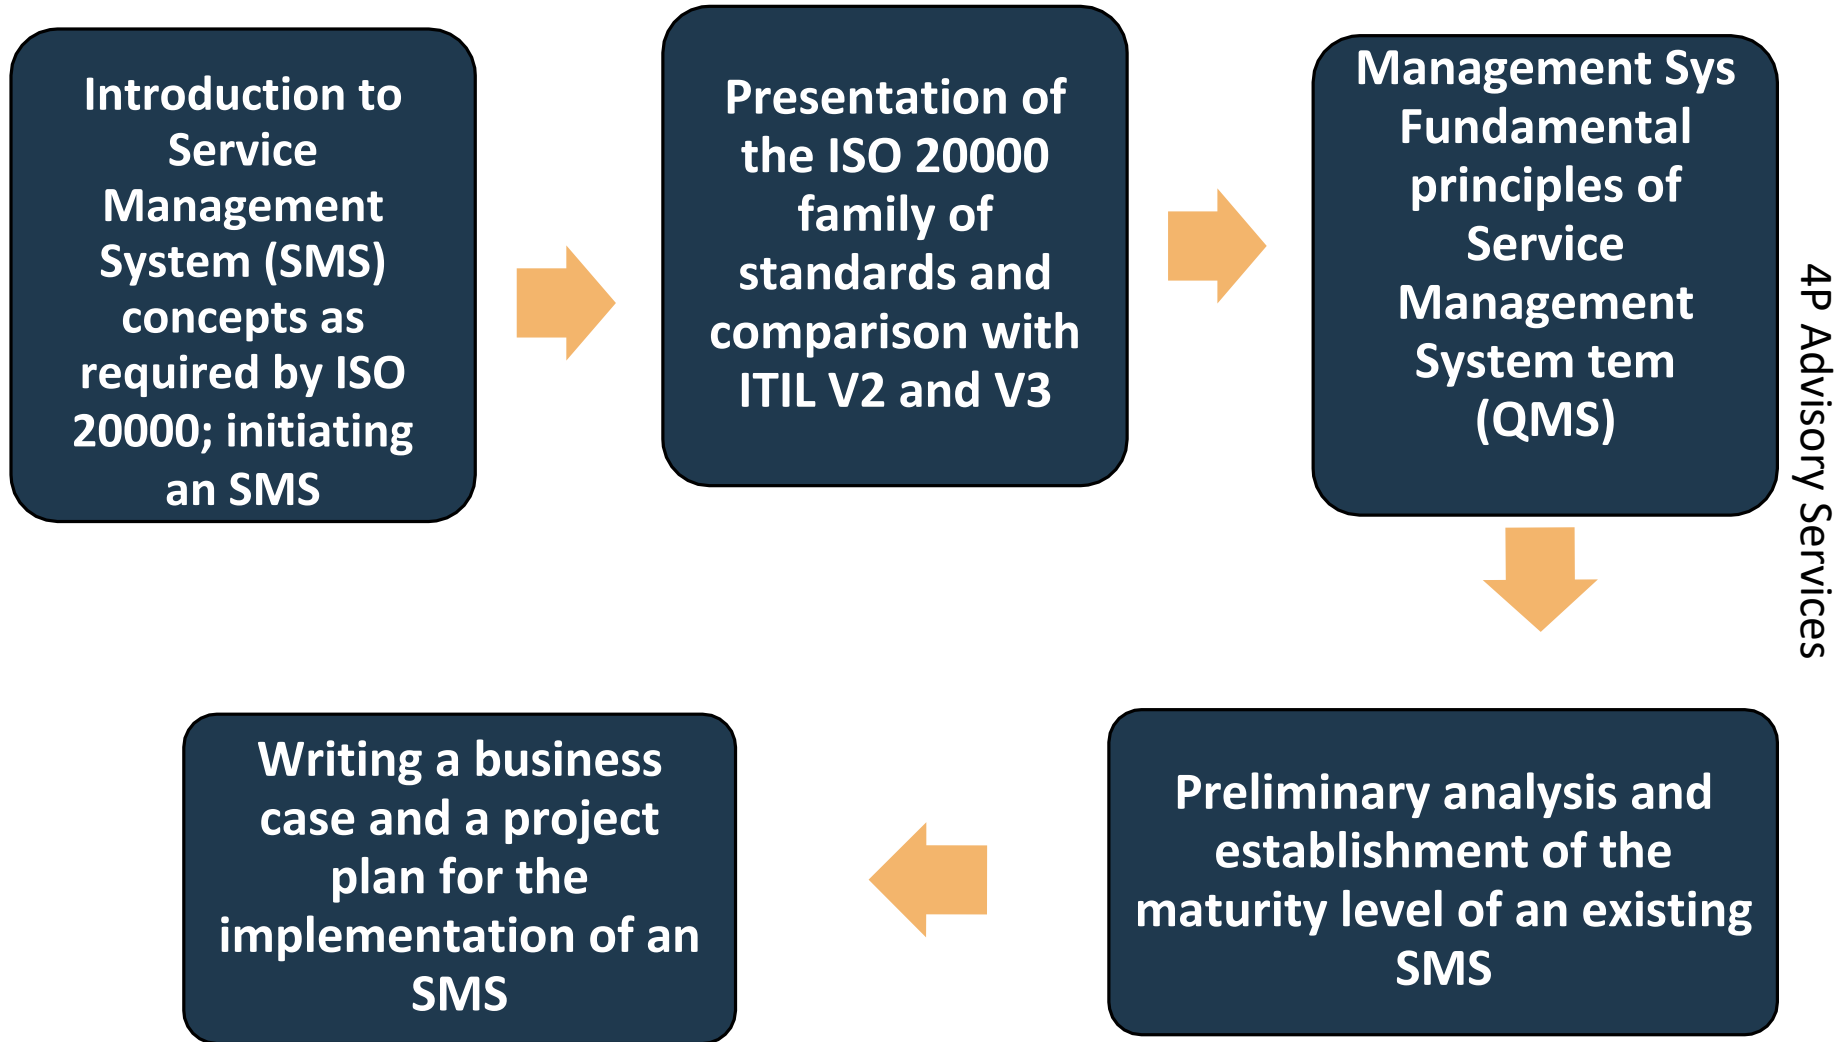 Introduction to
Service
Management
System (SMS)
concepts as
required by ISO
20000; initiating
an SMS
Presentation of
the ISO 20000
family of
standards and
comparison with
ITIL V2 and V3
Management Sys
Fundamental
principles of
Service
Management
System tem
(QMS)
4P Advisory Services
Preliminary analysis and
establishment of the
maturity level of an existing
SMS
Writing a business
case and a project
plan for the
implementation of an
SMS